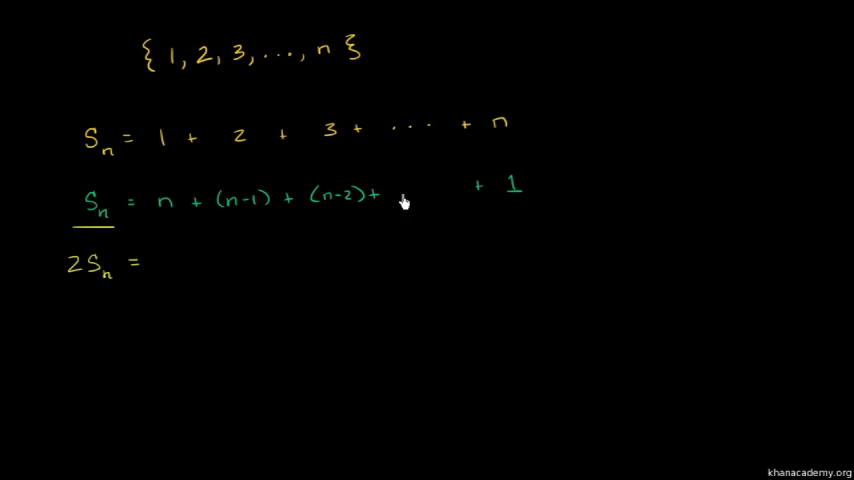 { 1, 2, 3, ..., n }
Sn = 1 + 2 + 3 + ... + n
Sn = n + (n-1) + (n-2) + + 1
2Sn =
khanacademy.org